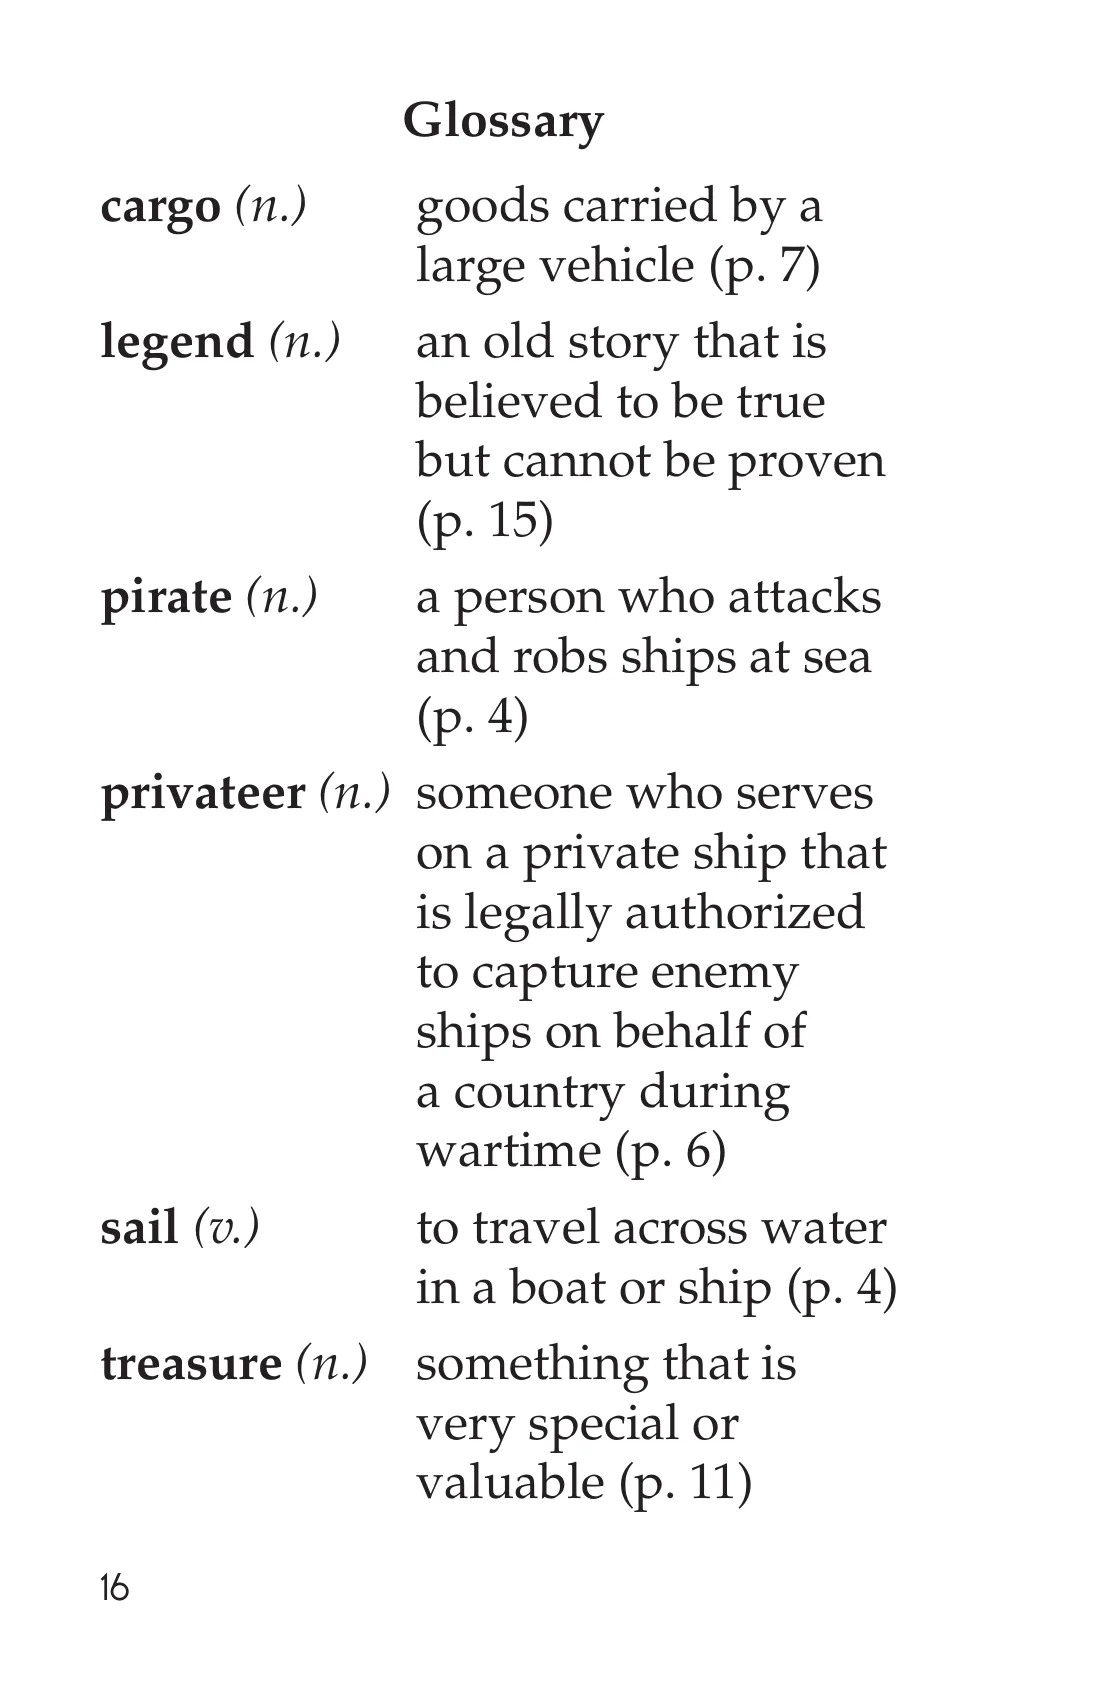 Glossary
cargo (n.) goods carried by a
large vehicle (p. 7)
legend (n.) an old story that is
believed to be true
but cannot be proven
(p. 15)
pirate (n.) a person who attacks
and robs ships at sea
(p. 4)
privateer (n.) someone who serves
on a private ship that
is legally authorized
to capture enemy
ships on behalf of
a country during
wartime (p. 6)
sail (v.) to travel across water
in a boat or ship (p. 4)
treasure (n.) something that is
very special or
valuable (p. 11)
16